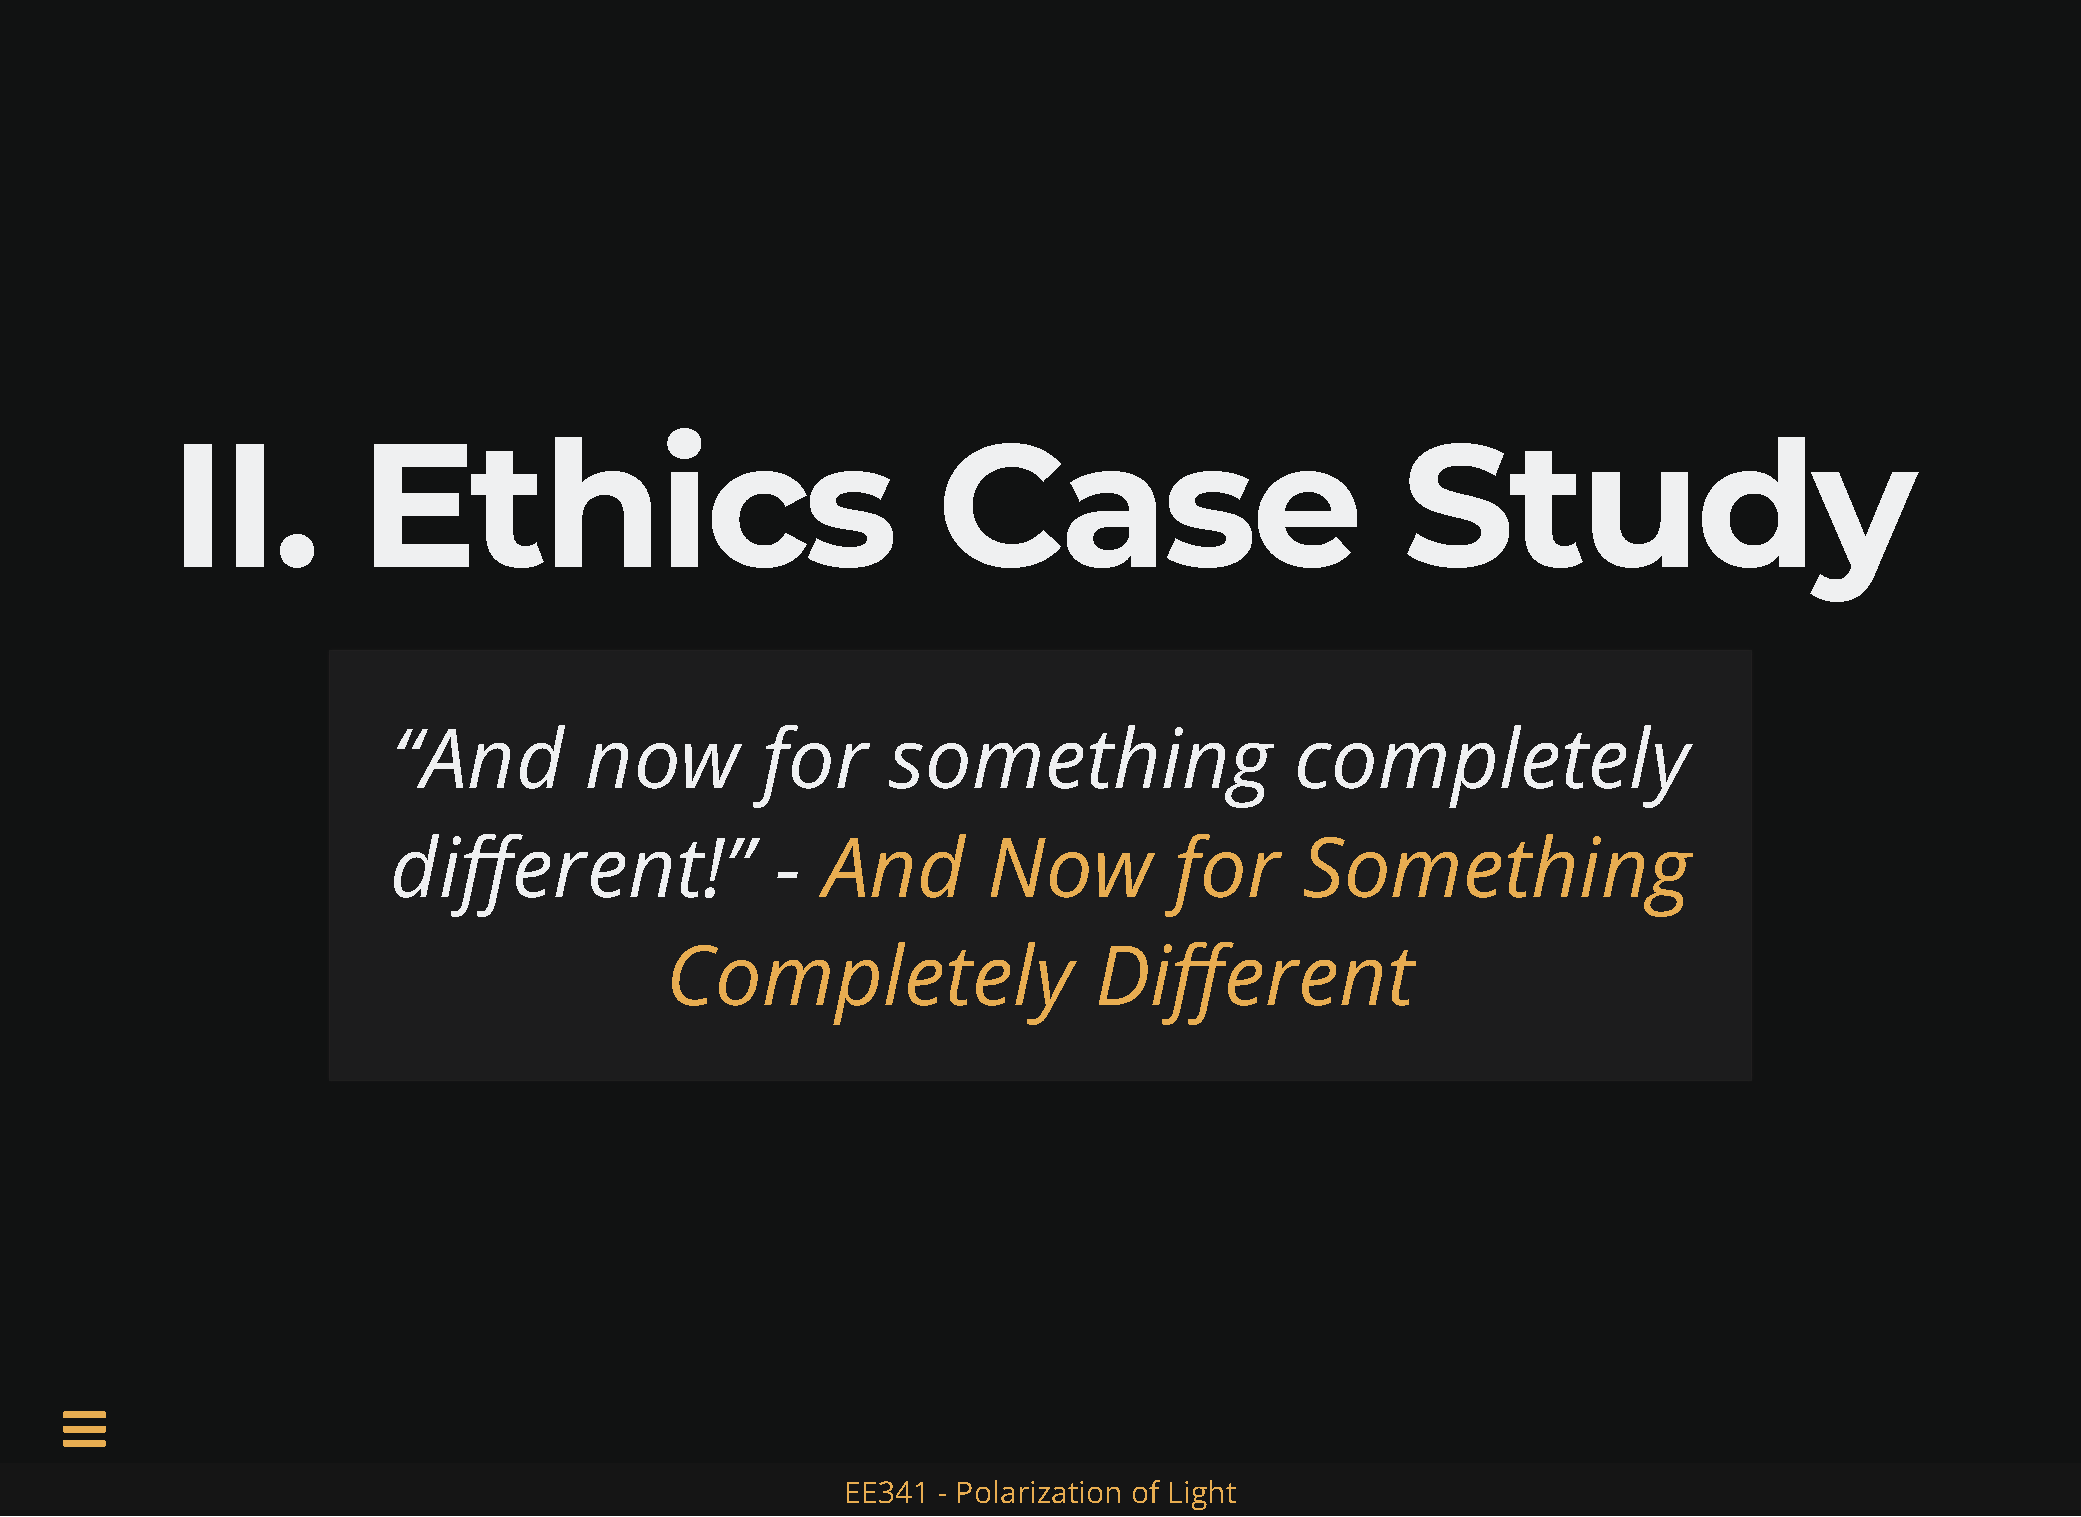 II. Ethics Case Study
“And now for something completely
different!” - And Now for Something
Completely Different
EE341 - Polarization of Light